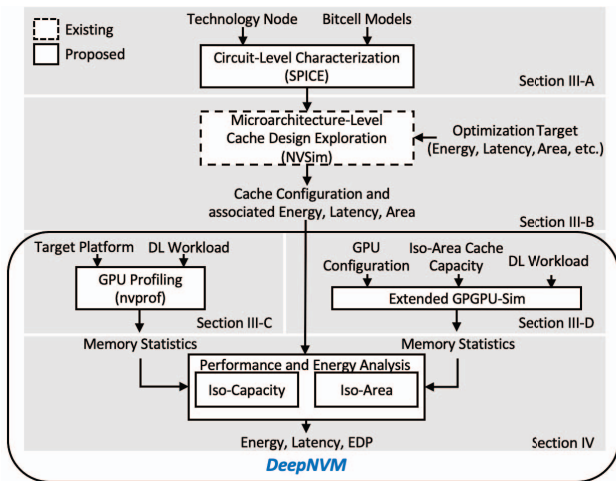 Existing
Proposed
Technology Node
Bitcell Models
Circuit-Level Characterization
(SPICE)
Section III-A
Microarchitecture-Level
Cache Design Exploration
(NVSim)
Optimization Target
(Energy, Latency, Area, etc.)
Cache Configuration and
associated Energy, Latency, Area
Section III-B
Target Platform
DL Workload
GPU Profiling
(nvprof)
Section III-C
Memory Statistics
GPU
Configuration
Iso-Area Cache
Capacity
DL Workload
Extended GPGPU-Sim
Section III-D
Memory Statistics
Performance and Energy Analysis
Iso-Capacity
Iso-Area
Energy, Latency, EDP
Section IV
DeepNVM